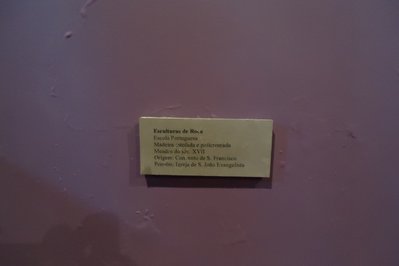 Esculturas de Roca
Escola Portuguesa
Madeira estofada e policromada
Meados do séc. XVII
Origem: Convento de S. Francisco
Provém: Igreja de S. João Evangelista